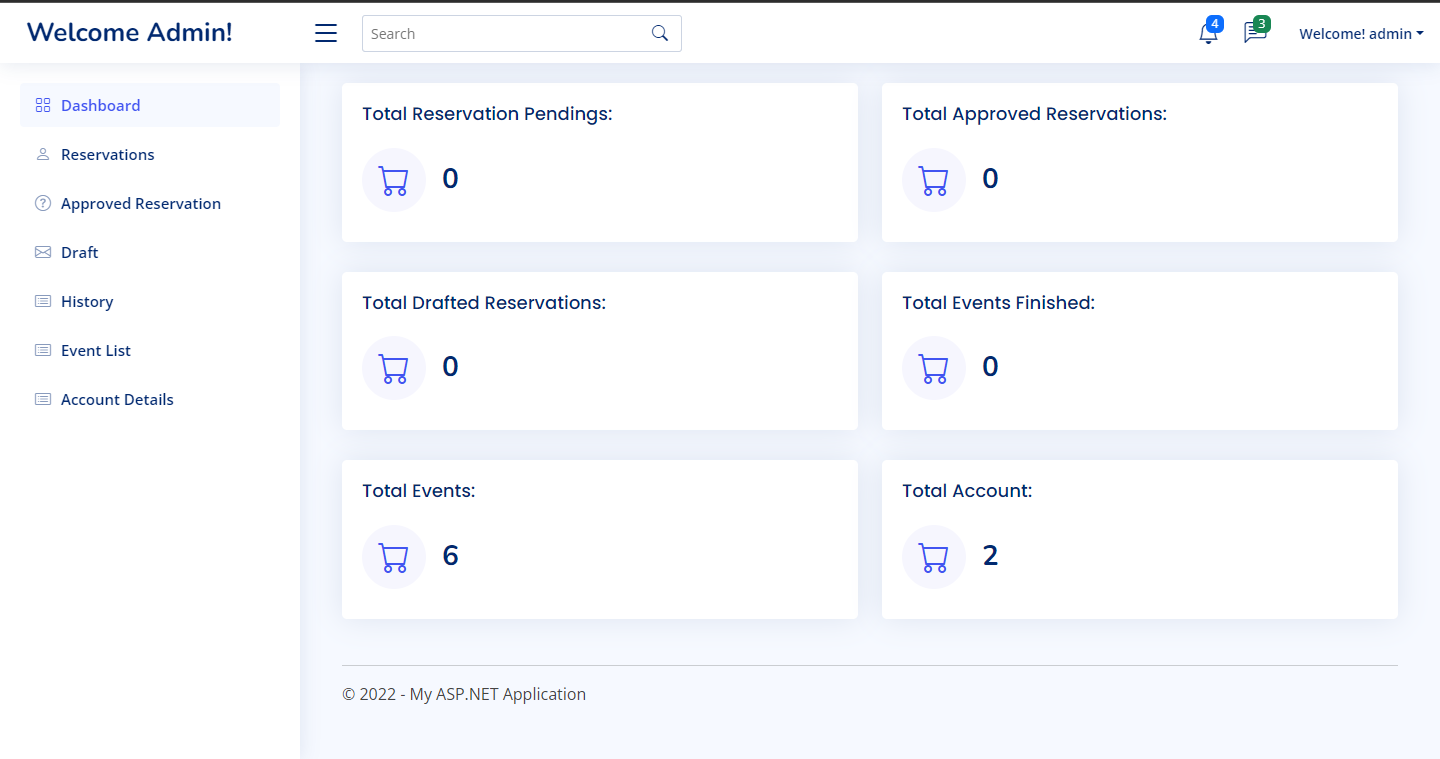 Welcome Admin!
Search
4
3
Welcome! admin
Dashboard
Reservations
Approved Reservation
Draft
History
Event List
Account Details
Total Reservation Pendings:
0
Total Approved Reservations:
0
Total Drafted Reservations:
0
Total Events Finished:
0
Total Events:
6
Total Account:
2
© 2022 - My ASP.NET Application